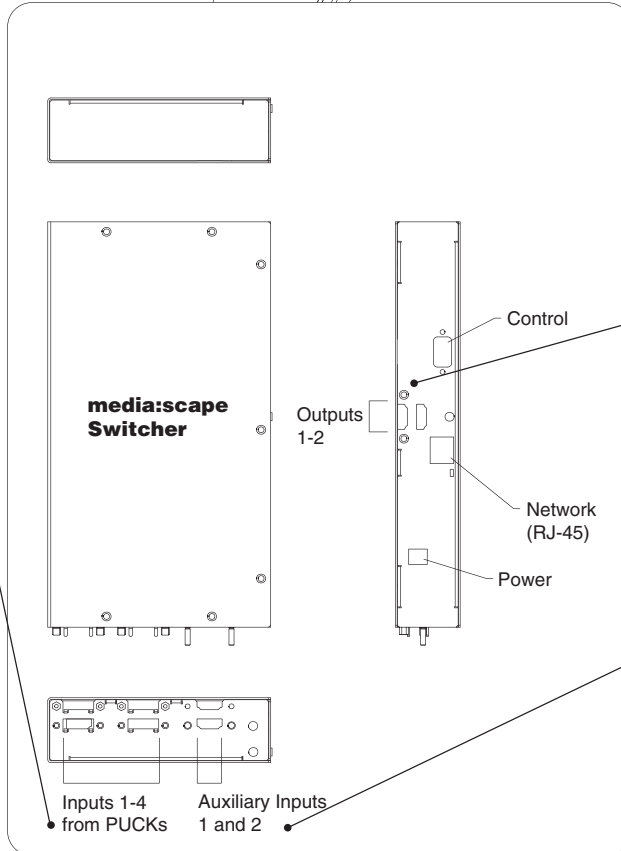 media:scape
Switcher
Outputs
1-2
Control
Network
(RJ-45)
Power
Inputs 1-4
from PUCKs
Auxiliary Inputs
1 and 2